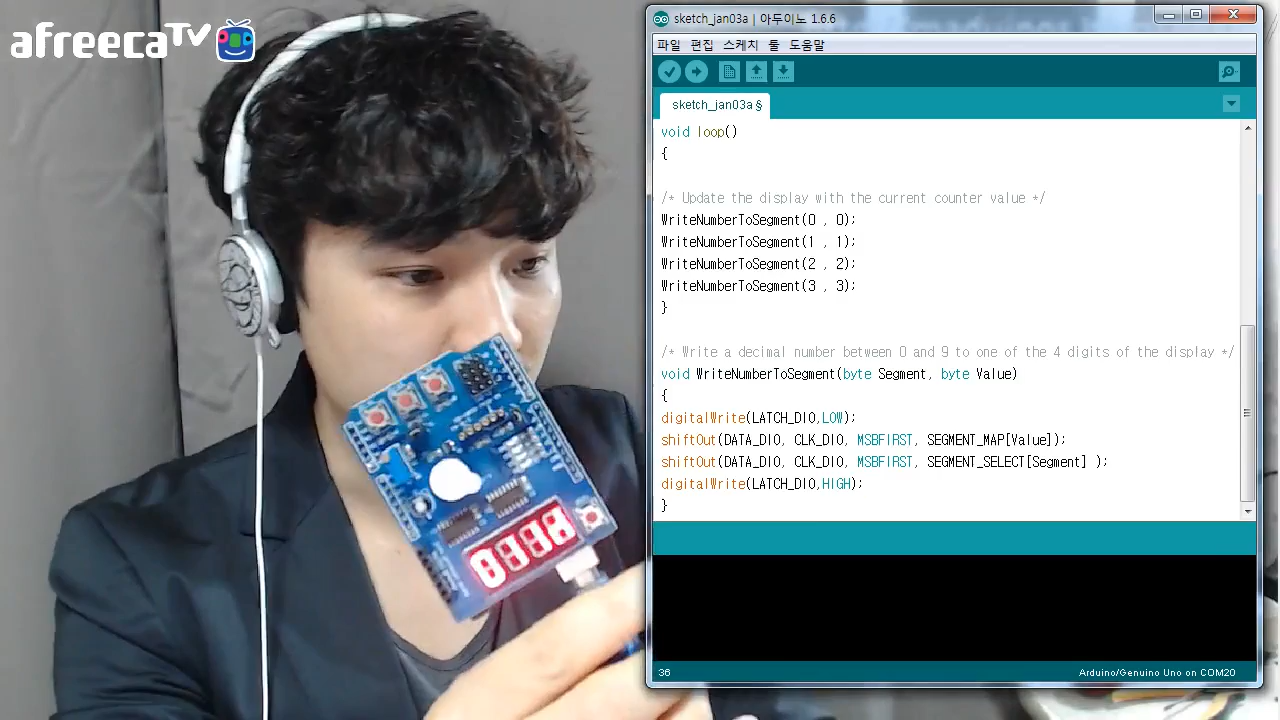 afreecaTV
sketch_jan03a | 아두이노 1.6.6
파일 편집 스케치 툴 도움말
sketch_jan03a §
void loop()
{
/* Update the display with the current counter value */
WriteNumberToSegment(0 , 0);
WriteNumberToSegment(1 , 1);
WriteNumberToSegment(2 , 2);
WriteNumberToSegment(3 , 3);
}
/* Write a decimal number between 0 and 9 to one of the 4 digits of the display */
void WriteNumberToSegment(byte Segment, byte Value)
{
digitalWrite(LATCH_DIO,LOW);
shiftOut(DATA_DIO, CLK_DIO, MSBFIRST, SEGMENT_MAP[Value]);
shiftOut(DATA_DIO, CLK_DIO, MSBFIRST, SEGMENT_SELECT[Segment] );
digitalWrite(LATCH_DIO,HIGH);
}
36
Arduino/Genuino Uno on COM20